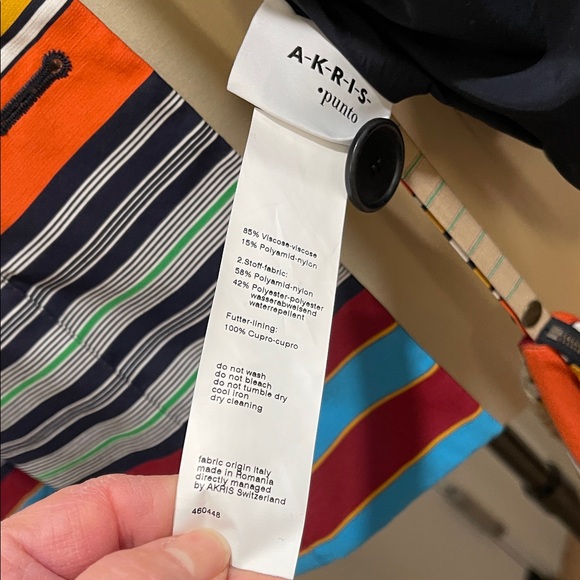 A-K-R-I-S-
•punto
85% Viscose-viscose
15% Polyamid-nylon
2.Stoff-fabric:
58% Polyamid-nylon
42% Polyester-polyester
wasserabweisend
waterrepellent
Futter-lining:
100% Cupro-cupro
do not wash
do not bleach
do not tumble dry
cool iron
dry cleaning
fabric origin italy
made in Romania
directly managed
by AKRIS Switzerland
460448